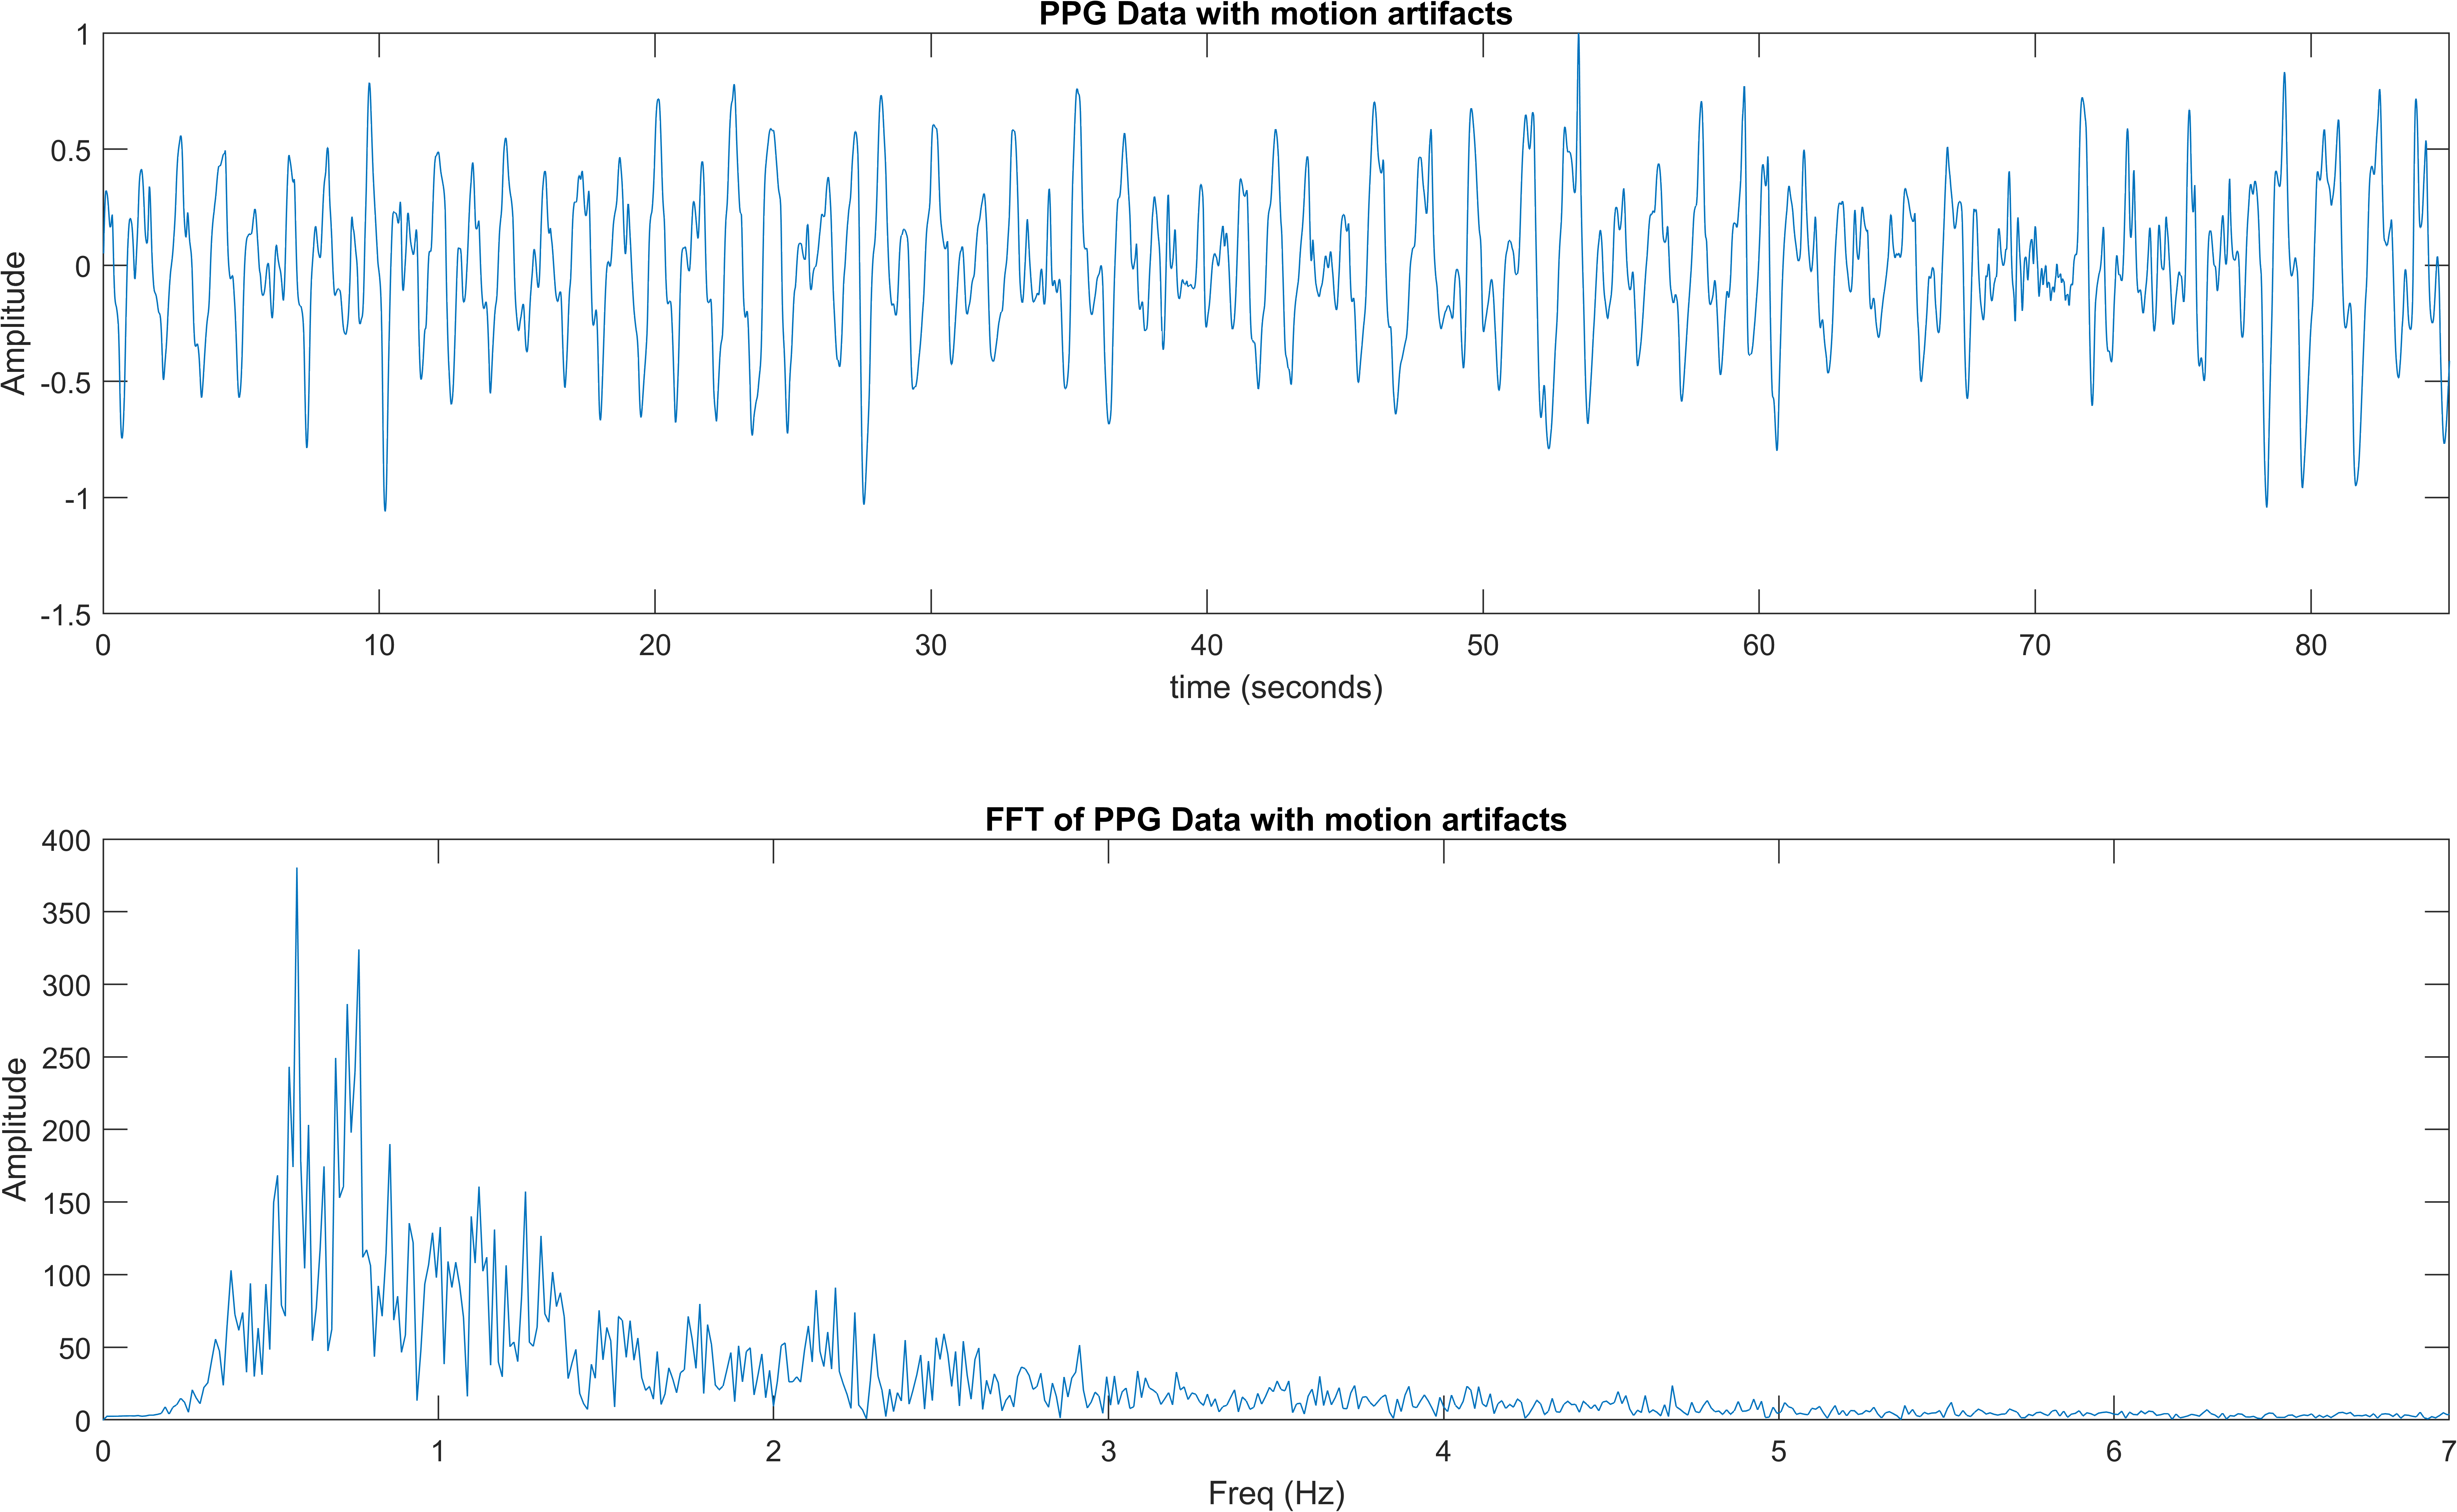 PPG Data with motion artifacts
1
0.5
0
-0.5
-1
-1.5
Amplitude
0 10 20 30 40 50 60 70 80
time (seconds)
FFT of PPG Data with motion artifacts
400
350
300
250
200
150
100
50
0
Amplitude
0 1 2 3 4 5 6 7
Freq (Hz)